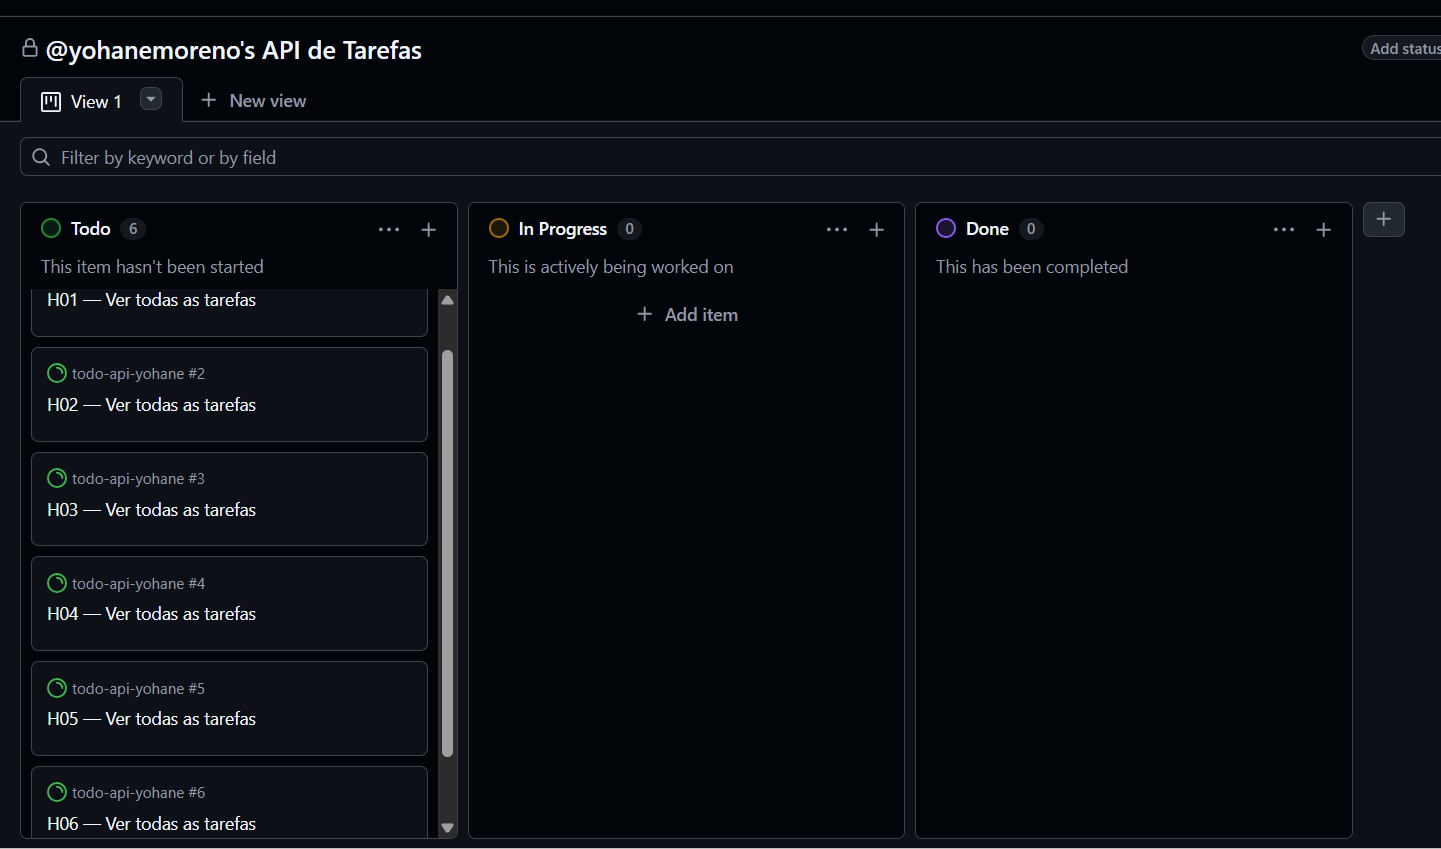 @yohanemoreno's API de Tarefas
Add status
View 1
New view
Filter by keyword or by field
Todo 6
This item hasn't been started
H01 — Ver todas as tarefas
todo-api-yohane #2
H02 — Ver todas as tarefas
todo-api-yohane #3
H03 — Ver todas as tarefas
todo-api-yohane #4
H04 — Ver todas as tarefas
todo-api-yohane #5
H05 — Ver todas as tarefas
todo-api-yohane #6
H06 — Ver todas as tarefas
In Progress 0
This is actively being worked on
Add item
Done 0
This has been completed